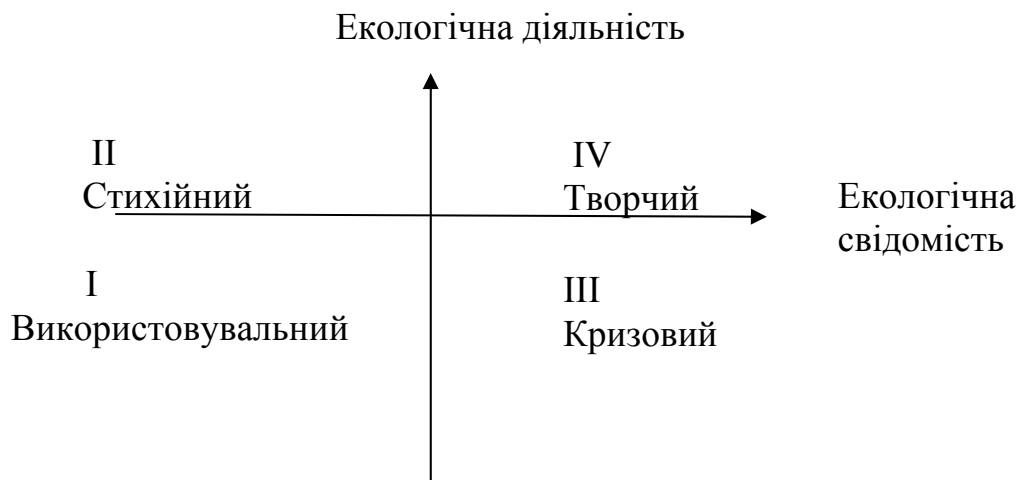 Екологічна діяльність
II
Стихійний
IV
Творчий
Екологічна
свідомість
I
Використовувальний
III
Кризовий